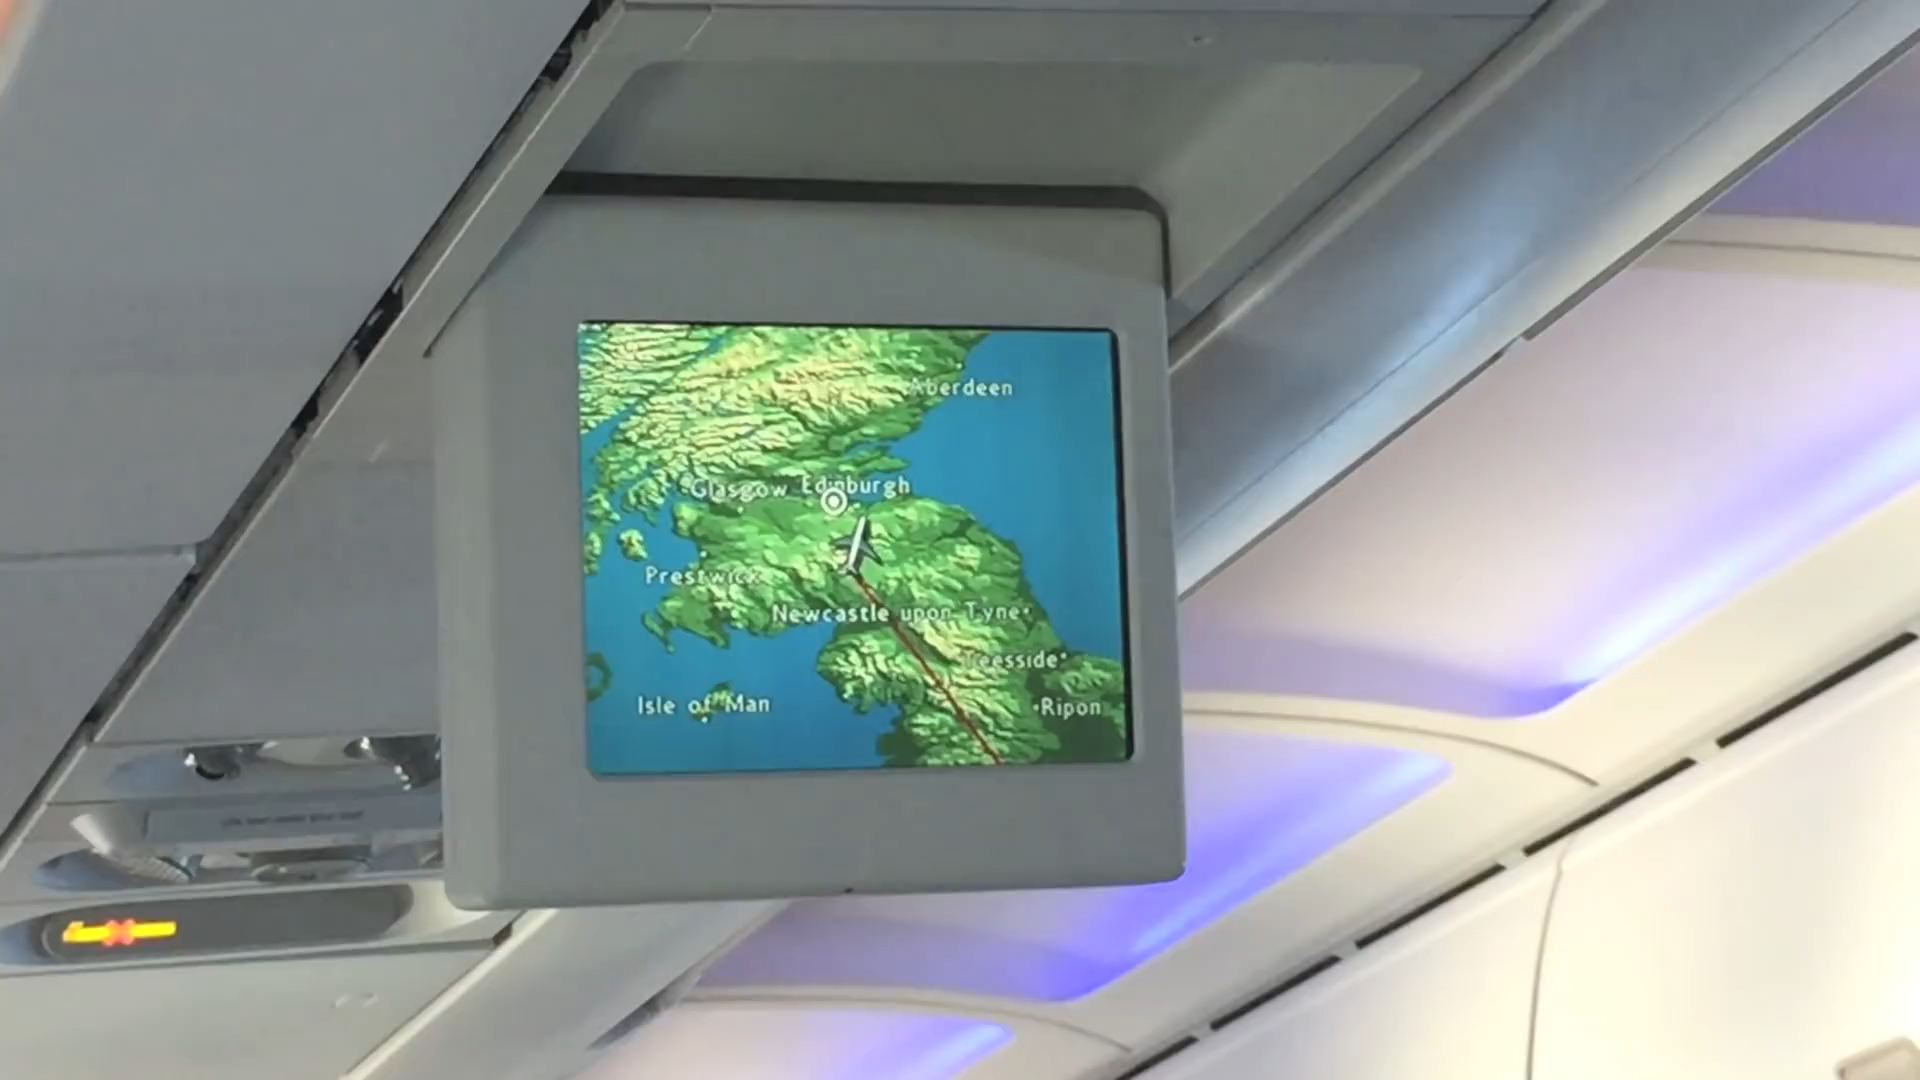 Aberdeen
Glasgow
Edinburgh
Prestwick
Newcastle upon Tyne
Teesside
Isle of Man
Ripon